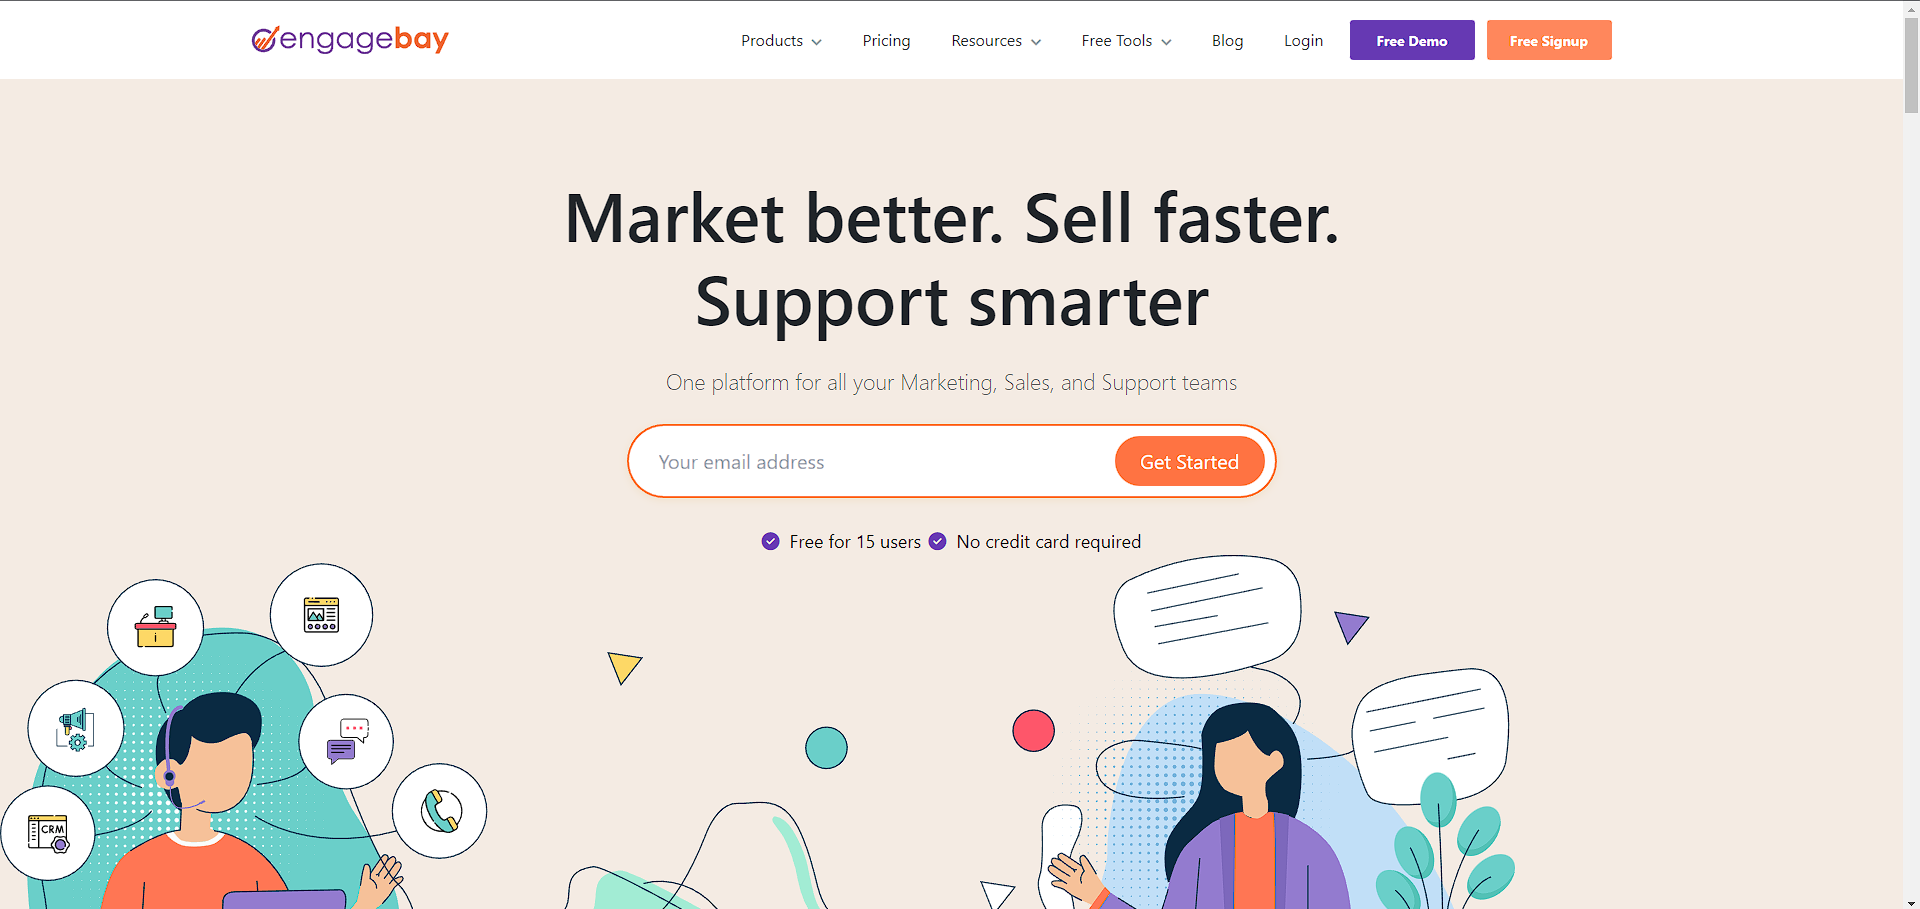 engagebay
Products Pricing Resources Free Tools Blog Login Free Demo Free Signup
Market better. Sell faster.
Support smarter
One platform for all your Marketing, Sales, and Support teams
Your email address Get Started
Free for 15 users No credit card required
i
CRM